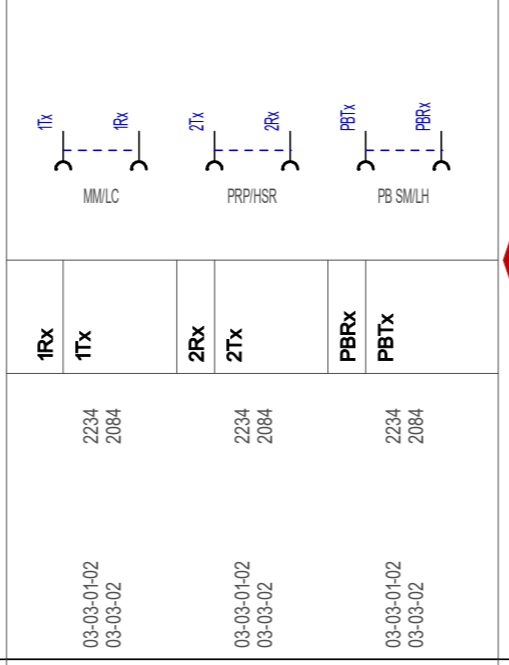 1Tx
1Rx
2Tx
2Rx
PBTx
PBRx
MM/LC
PRP/HSR
PB SM/LH
1Rx
1Tx
2Rx
2Tx
PBRx
PBTx
2234
2084
2234
2084
2234
2084
03-03-01-02
03-03-02
03-03-01-02
03-03-02
03-03-01-02
03-03-02